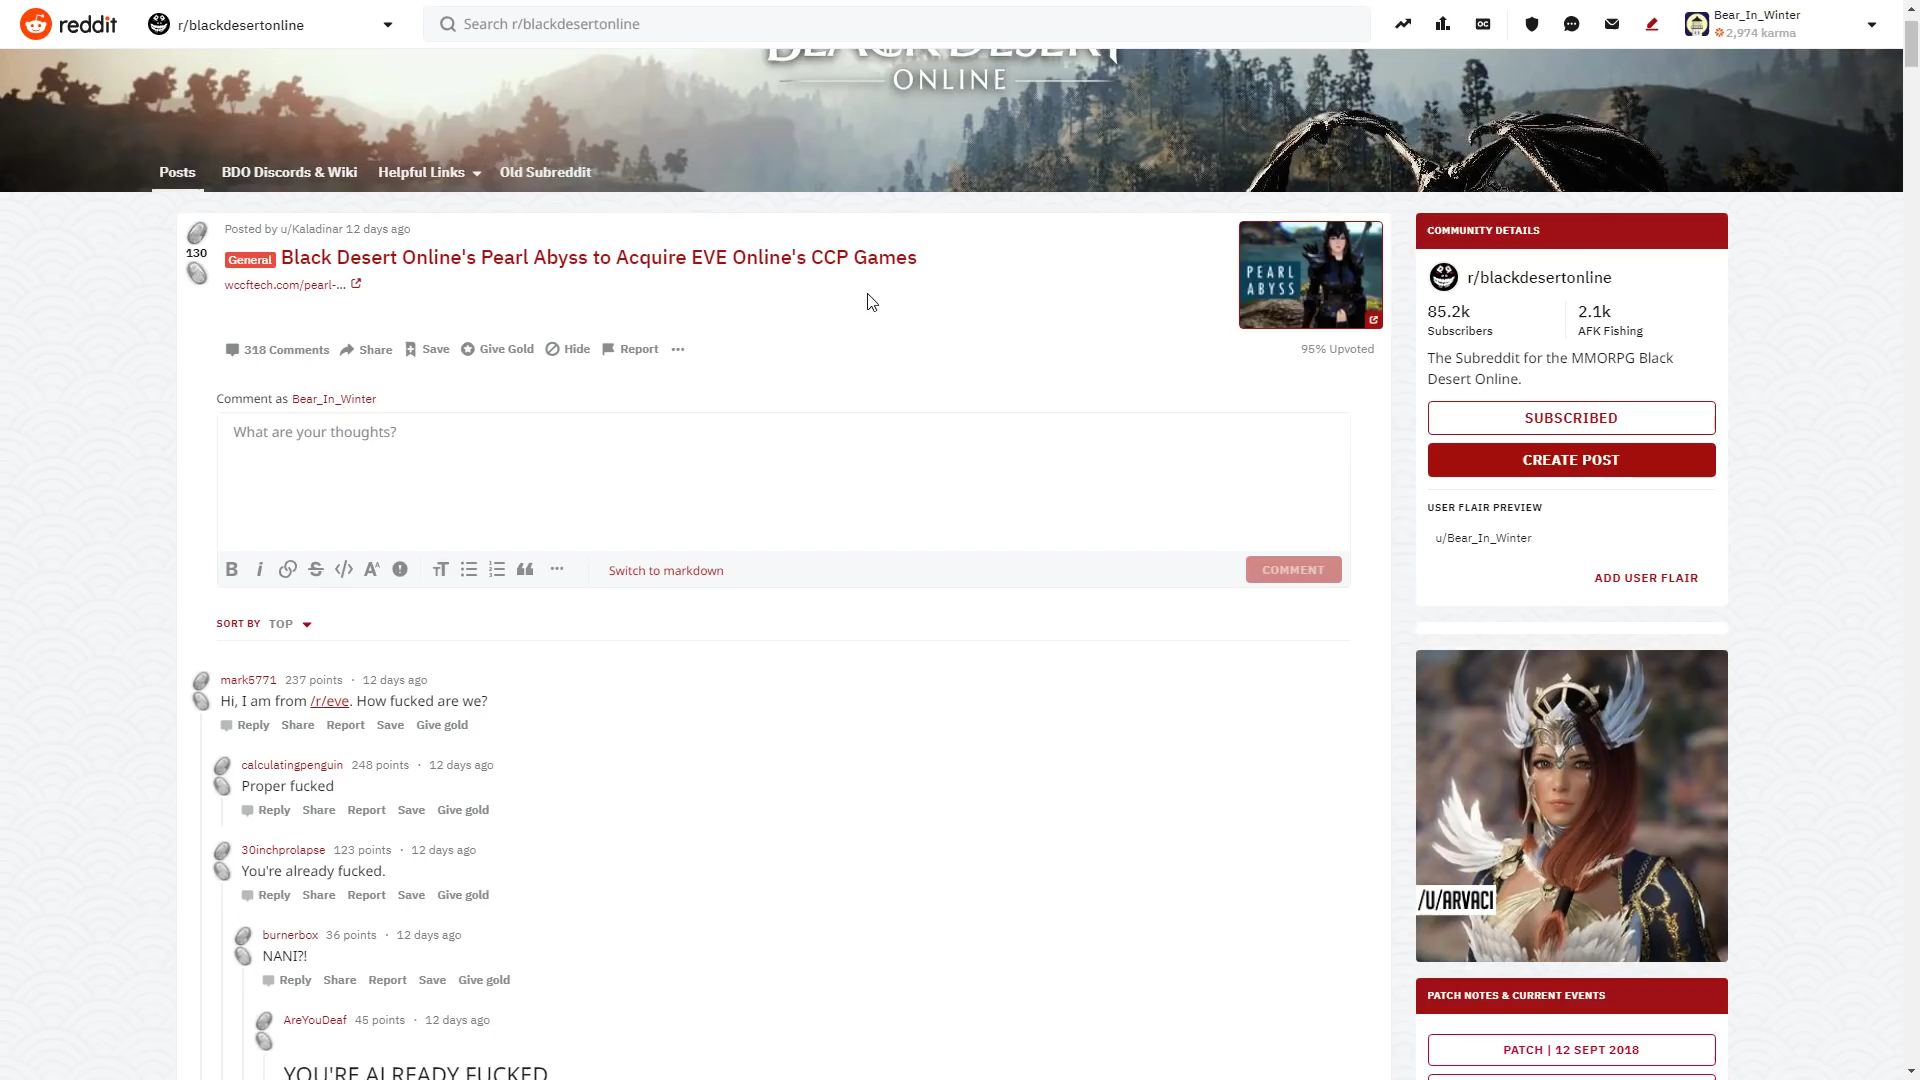 reddit
r/blackdesertonline
Search r/blackdesertonline
Bear_In_Winter
2,974 karma
BLACK DESERT
ONLINE
Posts
BDO Discords & Wiki
Helpful Links
Old Subreddit
Posted by u/Kaladinar 12 days ago
130
General Black Desert Online's Pearl Abyss to Acquire EVE Online's CCP Games
wccftech.com/pearl-...
PEARL
ABYSS
318 Comments
Share
Save
Give Gold
Hide
Report
95% Upvoted
Comment as Bear_In_Winter
What are your thoughts?
Switch to markdown
COMMENT
SORT BY TOP
mark5771 237 points · 12 days ago
Hi, I am from /r/eve. How fucked are we?
Reply Share Report Save Give gold
calculatingpenguin 248 points · 12 days ago
Proper fucked
Reply Share Report Save Give gold
30inchprolapse 123 points · 12 days ago
You're already fucked.
Reply Share Report Save Give gold
burnerbox 36 points · 12 days ago
NANI?!
Reply Share Report Save Give gold
AreYouDeaf 45 points · 12 days ago
YOU'RE ALREADY FUCKED
COMMUNITY DETAILS
r/blackdesertonline
85.2k
Subscribers
2.1k
AFK Fishing
The Subreddit for the MMORPG Black
Desert Online.
SUBSCRIBED
CREATE POST
USER FLAIR PREVIEW
u/Bear_In_Winter
ADD USER FLAIR
/U/ARVACI
PATCH NOTES & CURRENT EVENTS
PATCH | 12 SEPT 2018